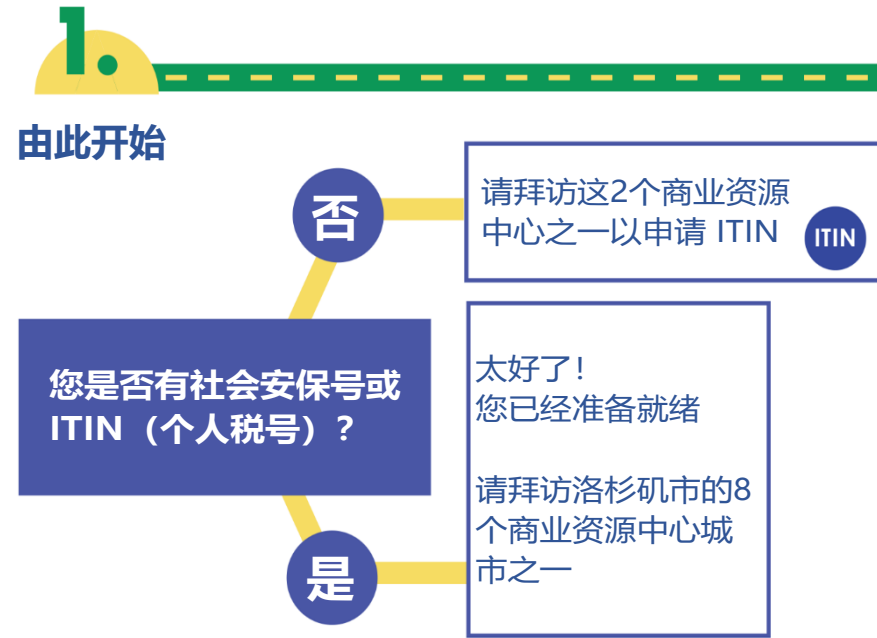 1.
由此开始
否
请拜访这2个商业资源
中心之一以申请 ITIN
ITIN
您是否有社会安保号或
ITIN（个人税号）?
太好了!
您已经准备就绪
请拜访洛杉矶市的8
个商业资源中心城
市之一
是